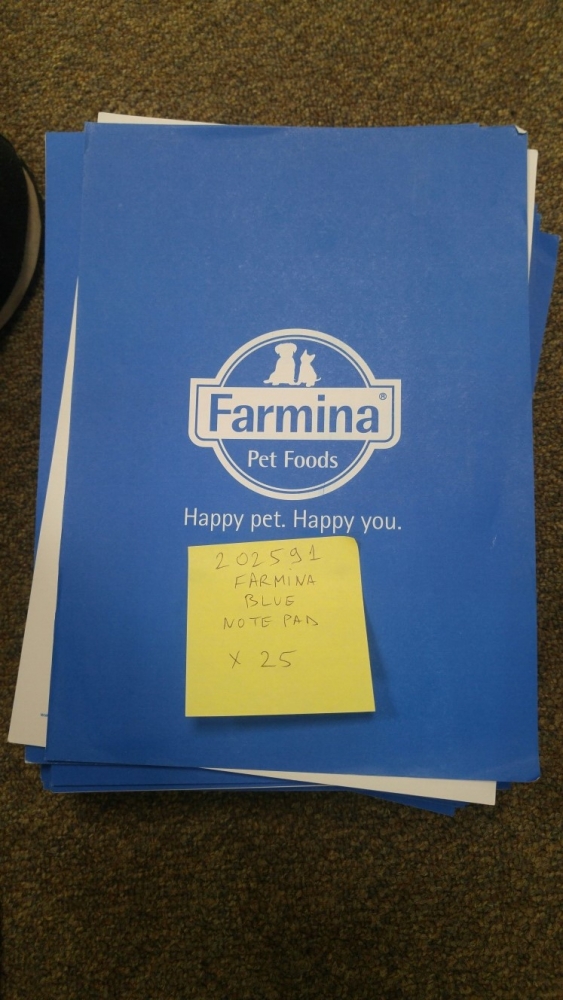 Farmina®
Pet Foods
Happy pet. Happy you.
202591
FARMINA
BLUE
NOTE PAD
X 25